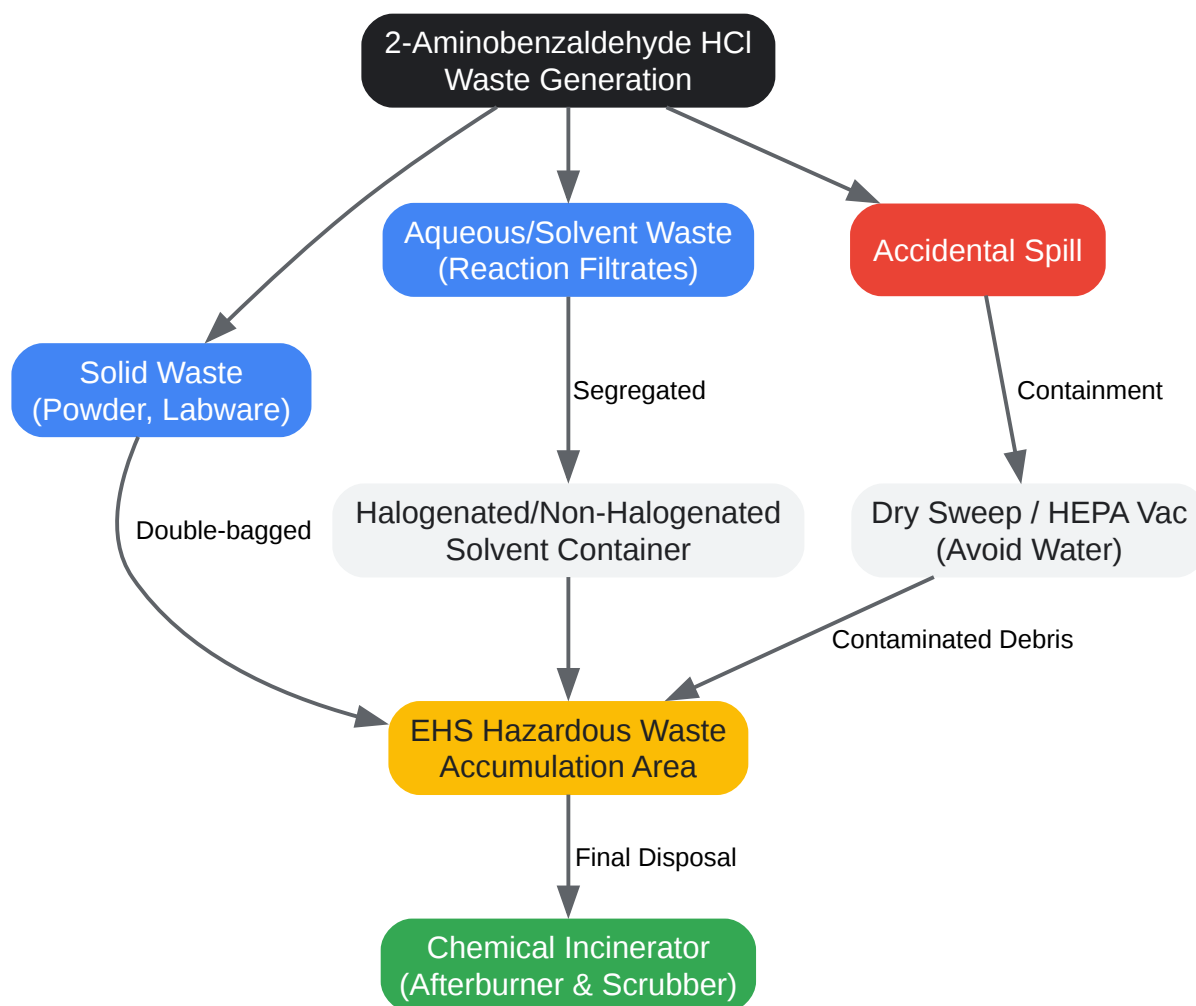 2-Aminobenzaldehyde HCl
Waste Generation
Aqueous/Solvent Waste
(Reaction Filtrates)
Accidental Spill
Solid Waste
(Powder, Labware)
Segregated
Containment
Double-bagged
Halogenated/Non-Halogenated
Solvent Container
Dry Sweep / HEPA Vac
(Avoid Water)
Contaminated Debris
EHS Hazardous Waste
Accumulation Area
Final Disposal
Chemical Incinerator
(Afterburner & Scrubber)